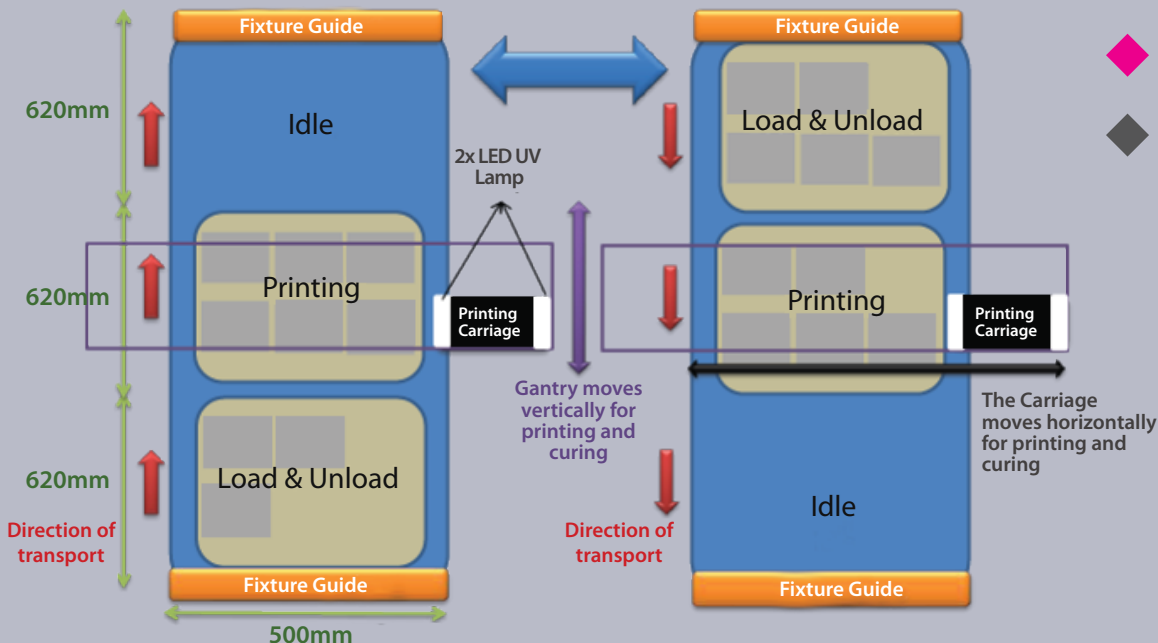 Fixture Guide
620mm
Idle
2x LED UV
Lamp
620mm
Printing
Printing
Carriage
Gantry moves
vertically for
printing and
curing
620mm
Load & Unload
Direction of
transport
Fixture Guide
500mm
Fixture Guide
Load & Unload
Printing
Printing
Carriage
The Carriage
moves horizontally
for printing and
curing
Idle
Direction of
transport
Fixture Guide